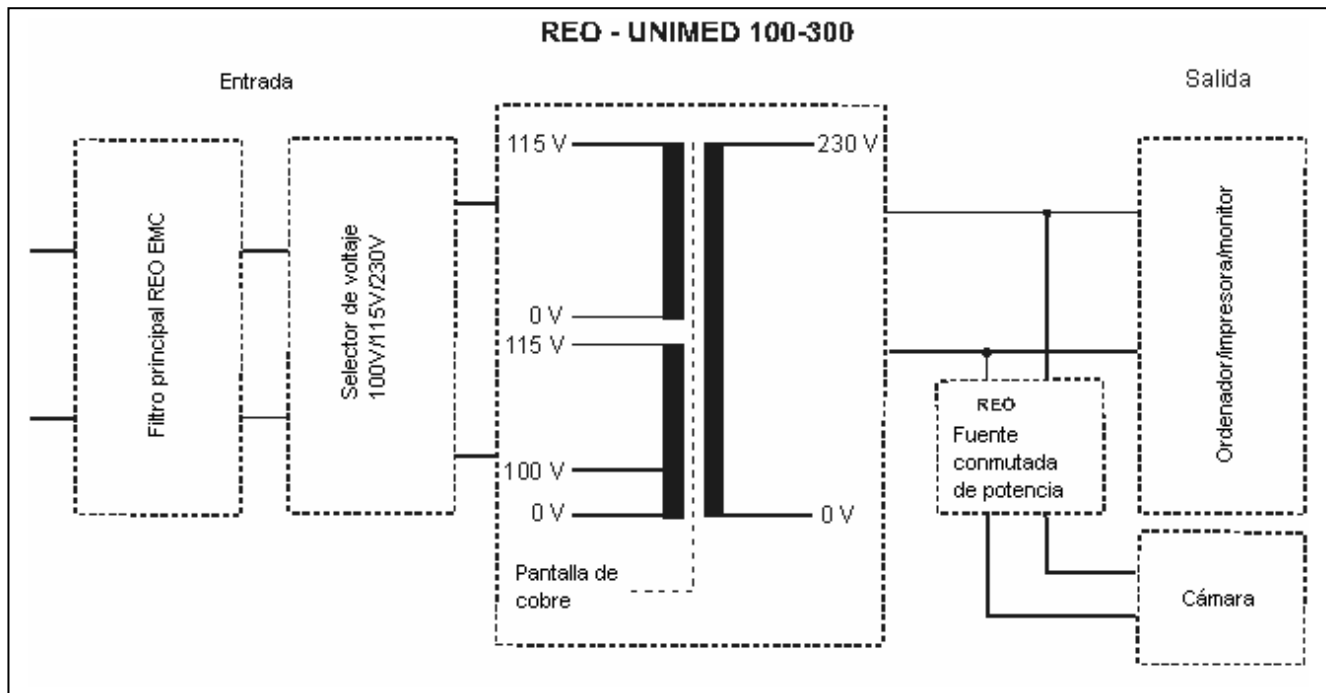 REO - UNIMED 100-300
Entrada
Salida
Filtro principal REO EMC
Selector de voltaje
100V/115V/230V
115 V
0 V
115 V
100 V
0 V
Pantalla de
cobre
230 V
0 V
REO
Fuente
conmutada
de potencia
Ordenador/impresora/monitor
Cámara